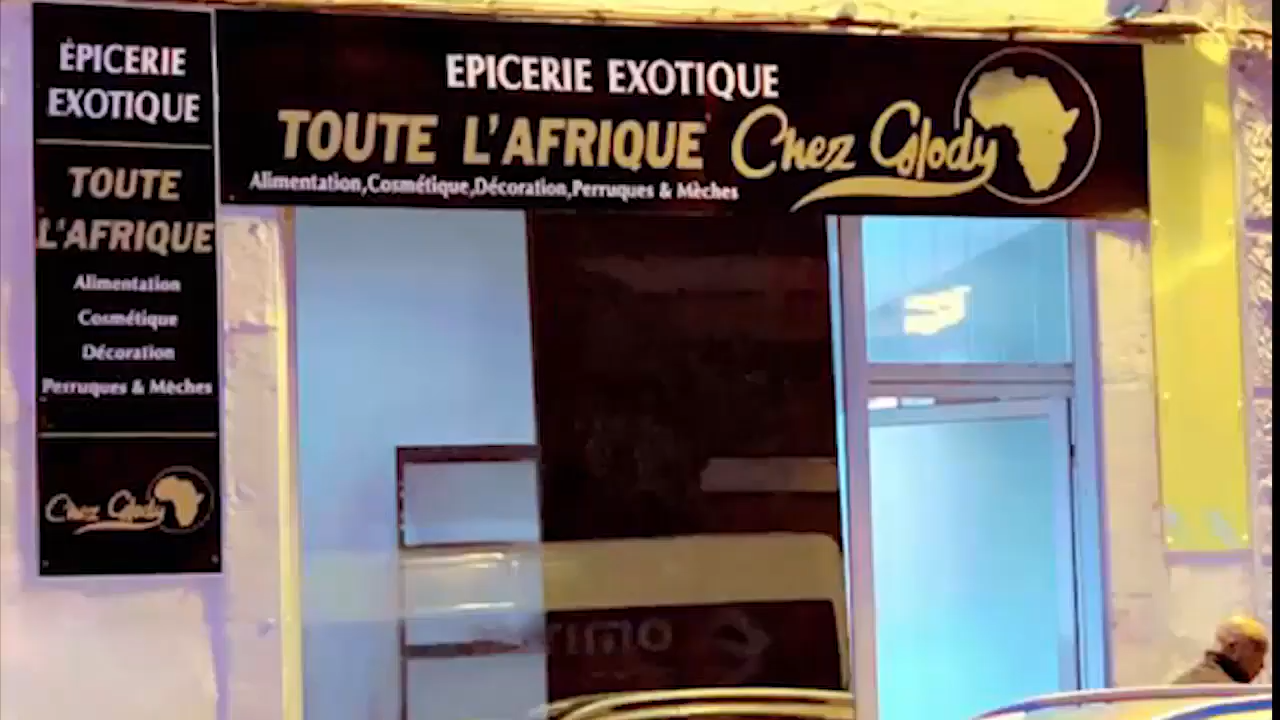 ÉPICERIE
EXOTIQUE
TOUTE
L'AFRIQUE
Alimentation
Cosmétique
Décoration
Perruques & Mèches
Chez Glody
EPICERIE EXOTIQUE
TOUTE L'AFRIQUE Chez Glody
Alimentation,Cosmétique,Décoration,Perruques & Mèches